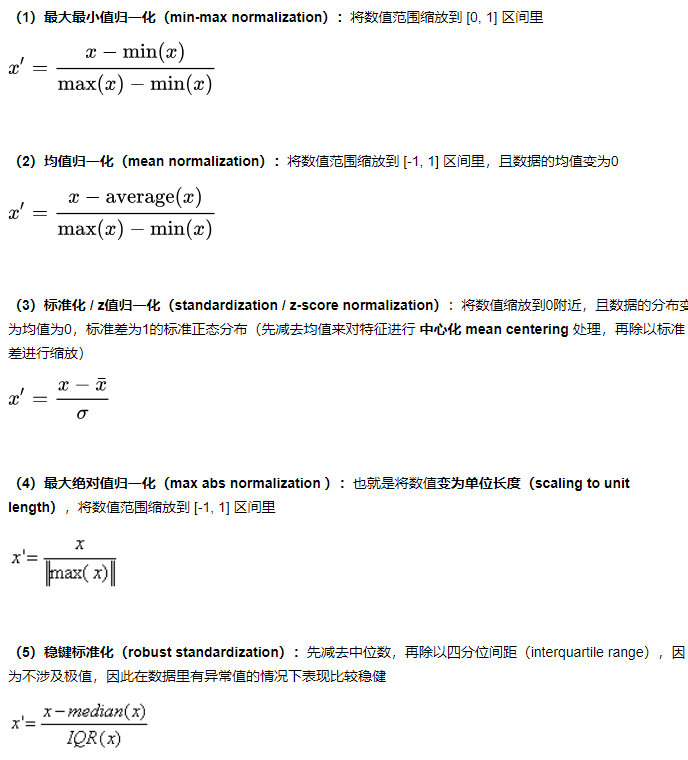 （1）最大最小值归一化（min-max normalization）：将数值范围缩放到 [0, 1] 区间里
x′ = (x − min(x)) / (max(x) − min(x))
（2）均值归一化（mean normalization）：将数值范围缩放到 [-1, 1] 区间里，且数据的均值变为0
x′ = (x − average(x)) / (max(x) − min(x))
（3）标准化 / z值归一化（standardization / z-score normalization）：将数值缩放到0附近，且数据的分布变
为均值为0，标准差为1的标准正态分布（先减去均值来对特征进行 中心化 mean centering 处理，再除以标准
差进行缩放）
x′ = (x − x̄) / σ
（4）最大绝对值归一化（max abs normalization ）：也就是将数值变为单位长度（scaling to unit
length），将数值范围缩放到 [-1, 1] 区间里
x'= x / ‖max( x)‖
（5）稳键标准化（robust standardization）：先减去中位数，再除以四分位间距（interquartile range），因
为不涉及极值，因此在数据里有异常值的情况下表现比较稳健
x'= (x−median(x)) / IQR(x)